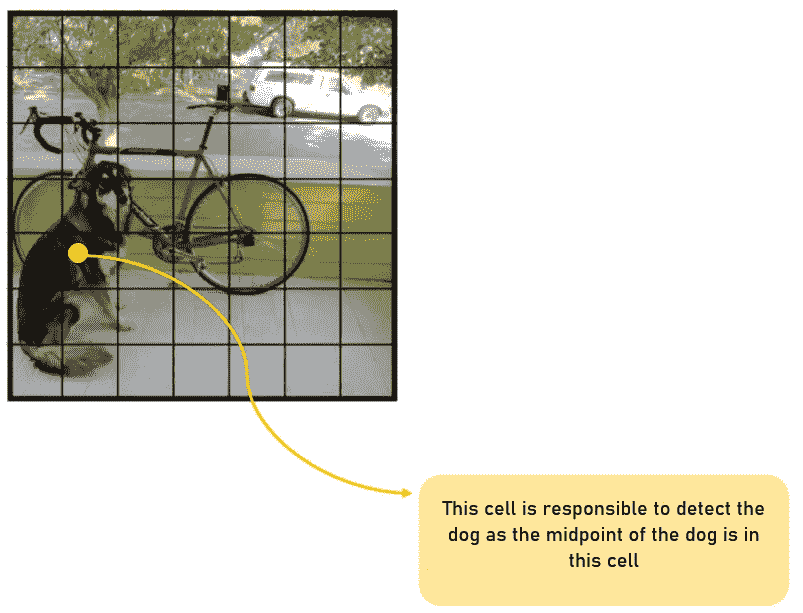 This cell is responsible to detect the
dog as the midpoint of the dog is in
this cell